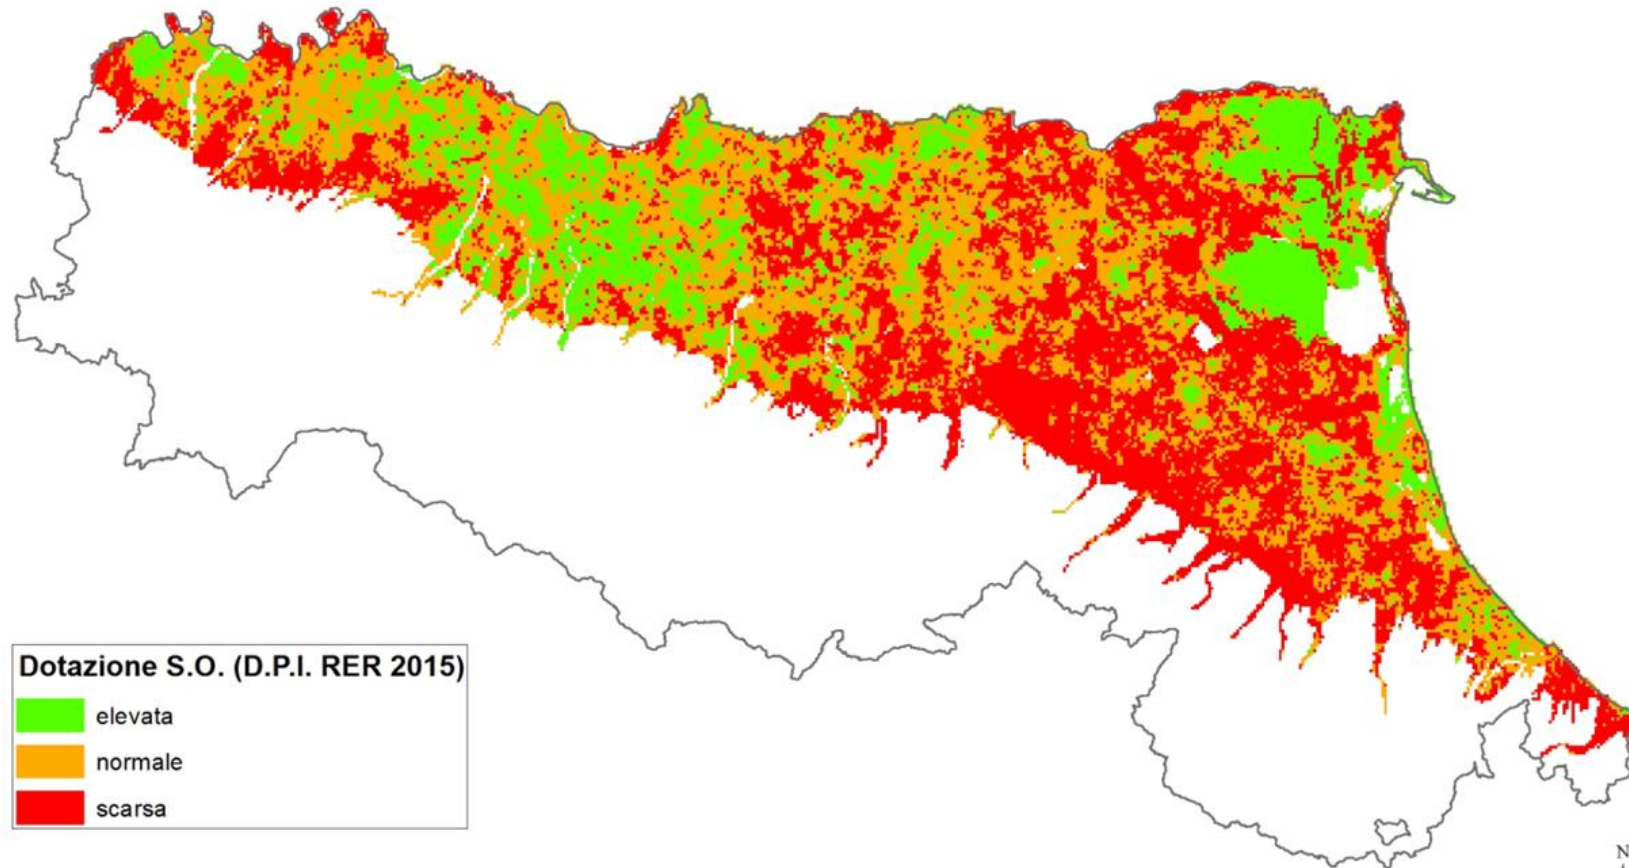 Dotazione S.O. (D.P.I. RER 2015)
elevata
normale
scarsa
N